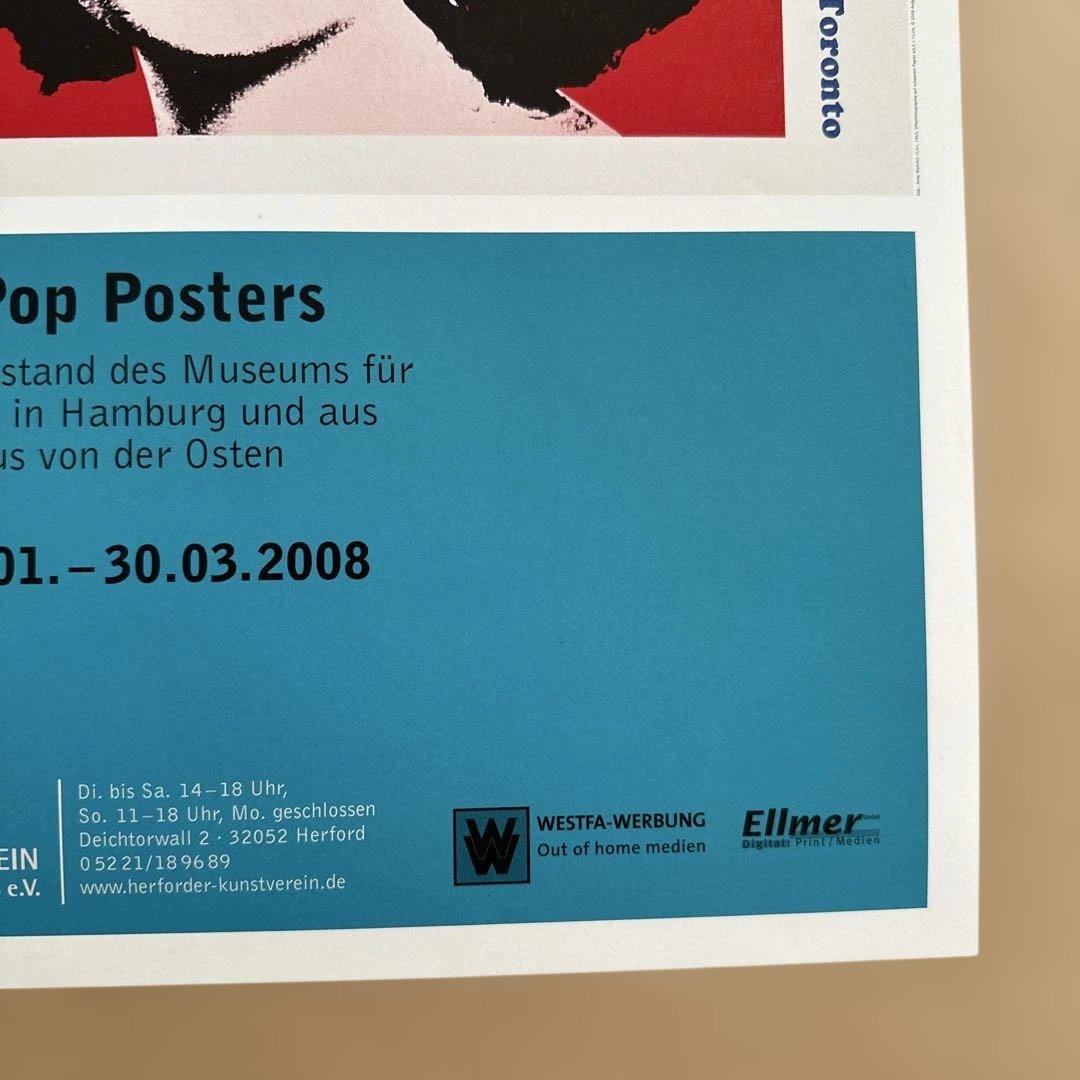 Toronto
Pop Posters
stand des Museums für
in Hamburg und aus
us von der Osten
01. – 30.03.2008
EIN
e.V.
Di. bis Sa. 14–18 Uhr,
So. 11–18 Uhr, Mo. geschlossen
Deichtorwall 2 · 32052 Herford
0 52 21/18 96 89
www.herforder-kunstverein.de
W
WESTFA-WERBUNG
Out of home medien
Ellmer GmbH
Digital: Print/Medien